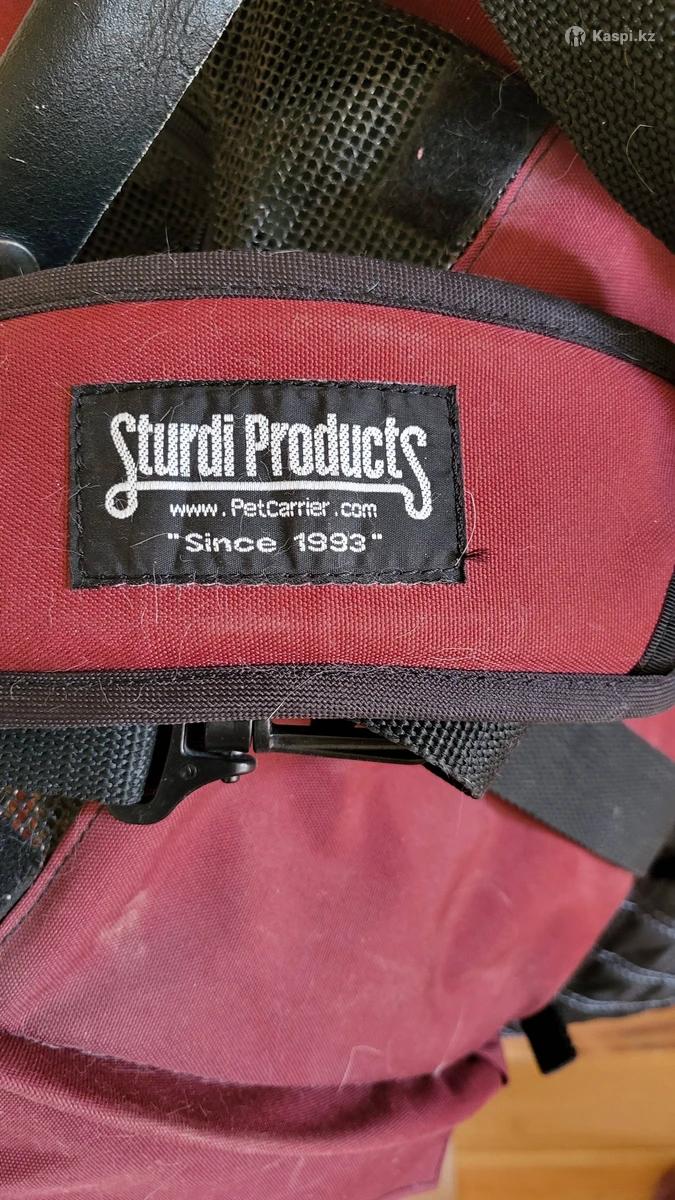 Kaspi.kz
Sturdi Products
www.PetCarrier.com
"Since 1993"